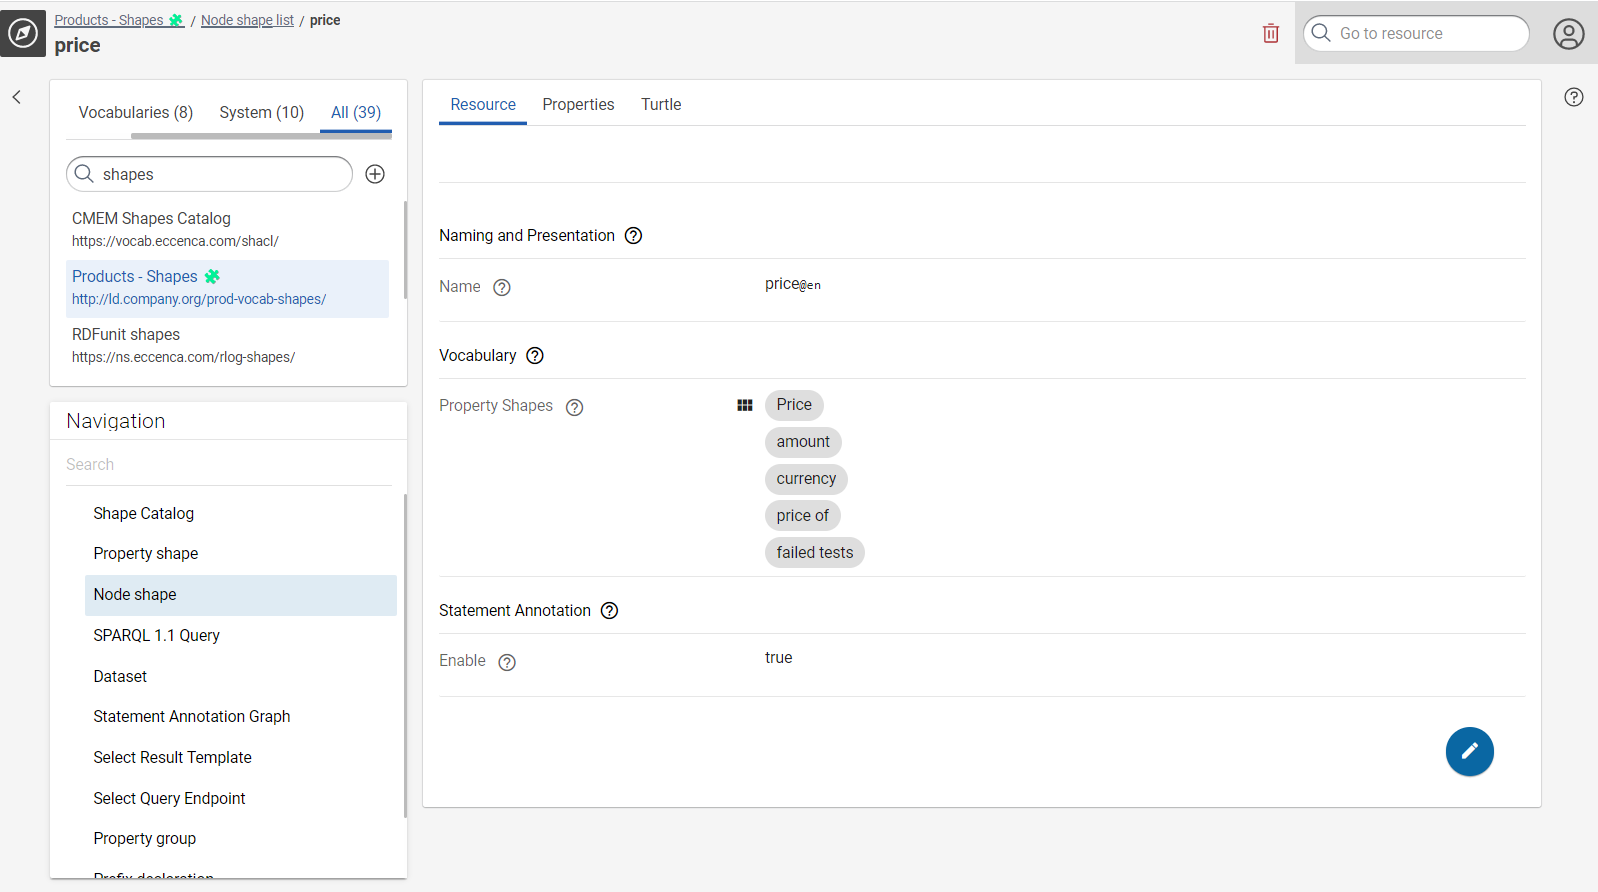 Products - Shapes / Node shape list / price
price
Go to resource
Vocabularies (8) System (10) All (39)
shapes
CMEM Shapes Catalog
https://vocab.eccenca.com/shacl/
Products - Shapes
http://ld.company.org/prod-vocab-shapes/
RDFunit shapes
https://ns.eccenca.com/rlog-shapes/
Navigation
Search
Shape Catalog
Property shape
Node shape
SPARQL 1.1 Query
Dataset
Statement Annotation Graph
Select Result Template
Select Query Endpoint
Property group
Prefix declaration
Resource Properties Turtle
Naming and Presentation
Name price@en
Vocabulary
Property Shapes Price
amount
currency
price of
failed tests
Statement Annotation
Enable true